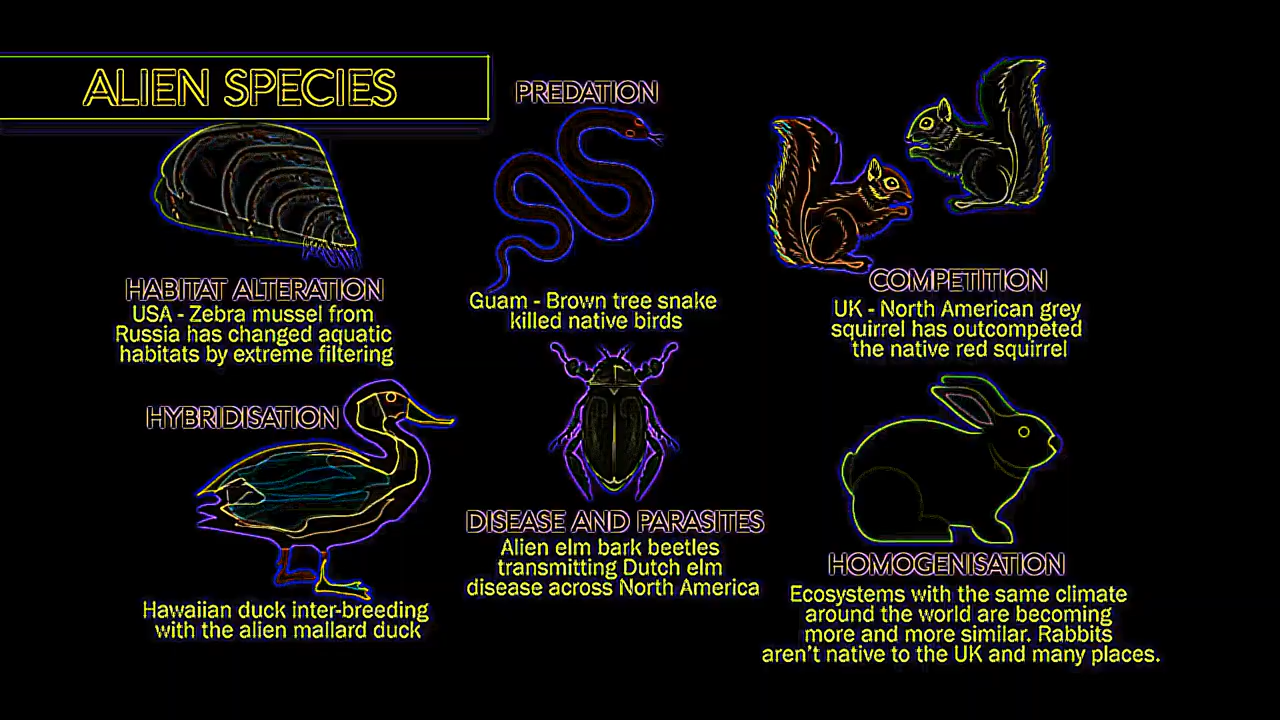 ALIEN SPECIES
HABITAT ALTERATION
USA - Zebra mussel from
Russia has changed aquatic
habitats by extreme filtering
PREDATION
Guam - Brown tree snake
killed native birds
COMPETITION
UK - North American grey
squirrel has outcompeted
the native red squirrel
HYBRIDISATION
Hawaiian duck inter-breeding
with the alien mallard duck
DISEASE AND PARASITES
Alien elm bark beetles
transmitting Dutch elm
disease across North America
HOMOGENISATION
Ecosystems with the same climate
around the world are becoming
more and more similar. Rabbits
aren't native to the UK and many places.